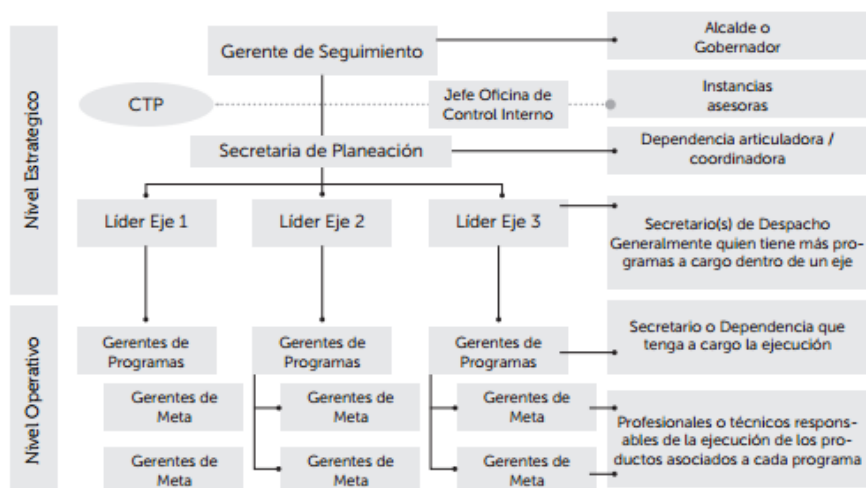 Nivel Estrategico
Gerente de Seguimiento
Alcalde o
Gobernador
CTP
Jefe Oficina de
Control Interno
Instancias
asesoras
Secretaria de Planeación
Dependencia articuladora /
coordinadora
Líder Eje 1
Líder Eje 2
Líder Eje 3
Secretario(s) de Despacho
Generalmente quien tiene más pro-
gramas a cargo dentro de un eje
Nivel Operativo
Gerentes de
Programas
Gerentes de
Programas
Gerentes de
Programas
Secretario o Dependencia que
tenga a cargo la ejecución
Gerentes de
Meta
Gerentes de
Meta
Gerentes de
Meta
Gerentes de
Meta
Gerentes de
Meta
Gerentes de
Meta
Profesionales o técnicos respon-
sables de la ejecución de los pro-
ductos asociados a cada programa